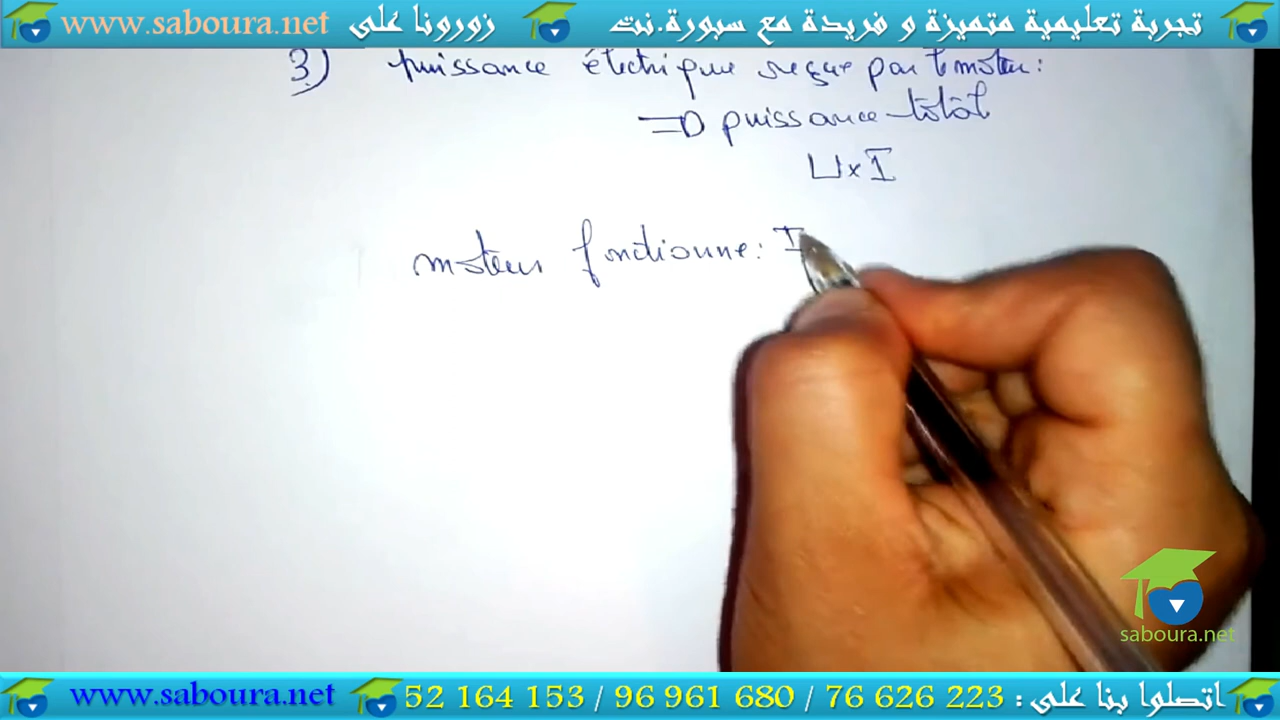 www.saboura.net زورونا على تجربة تعليمية متميزة و فريدة مع سبورة.نت
3) puissance électrique reçue par le moteur:
=> puissance totàl
U x I
moteur fonctionne: I
saboura.net
www.saboura.net 52 164 153 / 96 961 680 / 76 626 223 : اتصلوا بنا على